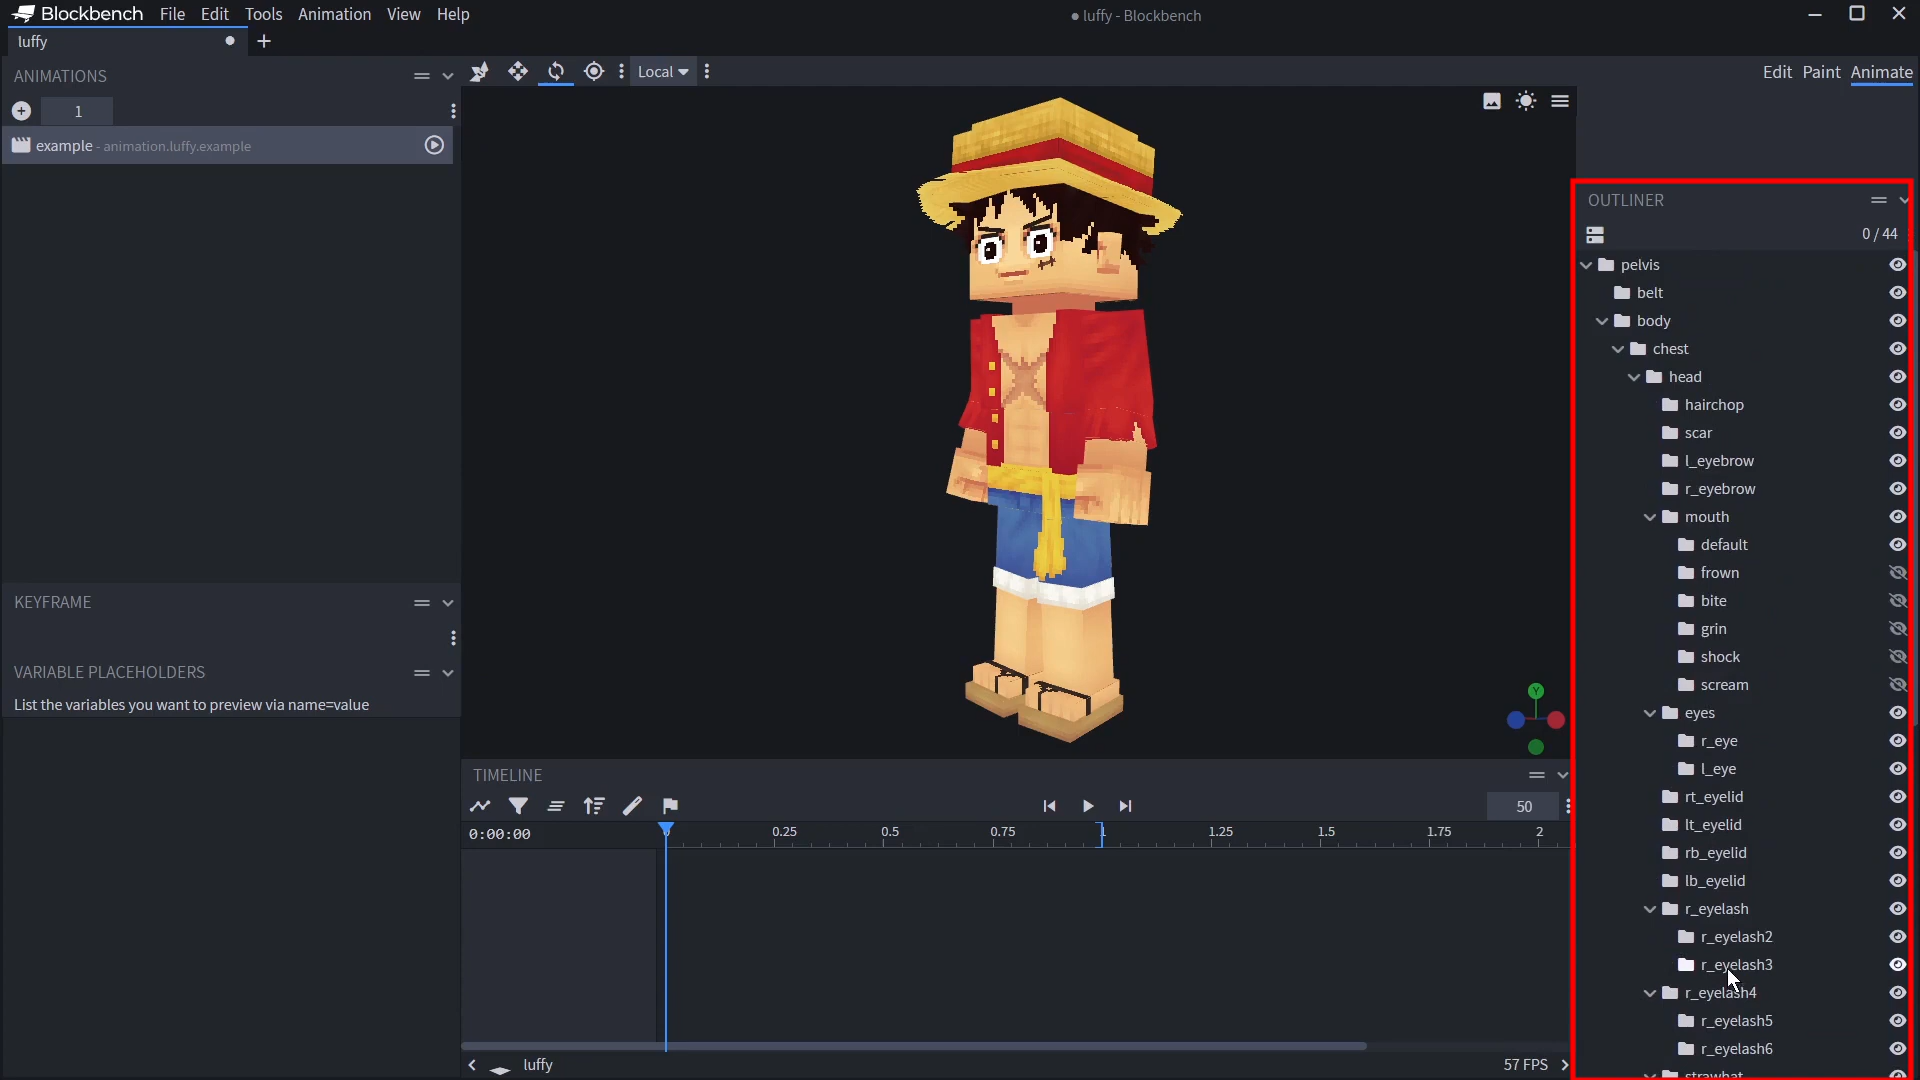 Blockbench File Edit Tools Animation View Help
luffy - Blockbench
luffy
ANIMATIONS
Local
Edit Paint Animate
1
example - animation.luffy.example
OUTLINER
0 / 44
pelvis
belt
body
chest
head
hairchop
scar
l_eyebrow
r_eyebrow
mouth
default
frown
bite
grin
shock
scream
eyes
r_eye
l_eye
rt_eyelid
lt_eyelid
rb_eyelid
lb_eyelid
r_eyelash
r_eyelash2
r_eyelash3
r_eyelash4
r_eyelash5
r_eyelash6
strawhat
KEYFRAME
VARIABLE PLACEHOLDERS
List the variables you want to preview via name=value
Y
TIMELINE
50
0:00:00
0 0.25 0.5 0.75 1 1.25 1.5 1.75 2
luffy
57 FPS